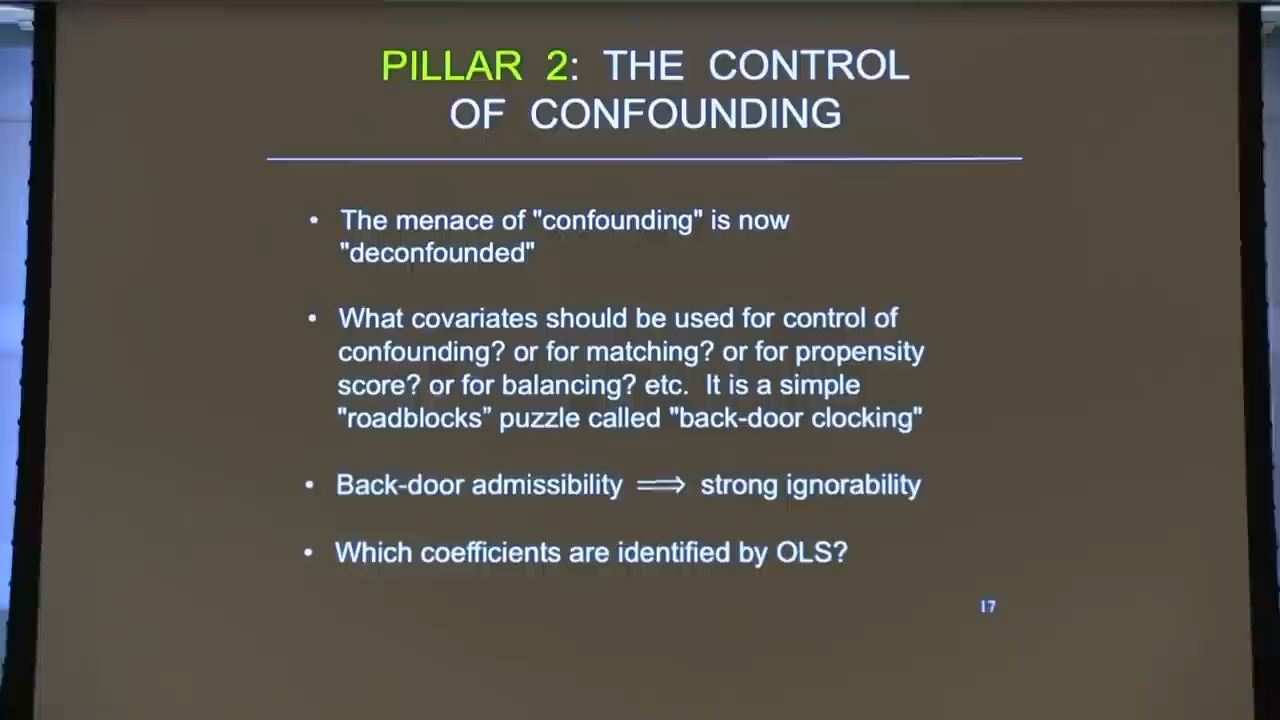 PILLAR 2: THE CONTROL
OF CONFOUNDING
• The menace of "confounding" is now
"deconfounded"
• What covariates should be used for control of
confounding? or for matching? or for propensity
score? or for balancing? etc. It is a simple
"roadblocks” puzzle called "back-door clocking"
• Back-door admissibility ⟹ strong ignorability
• Which coefficients are identified by OLS?
17